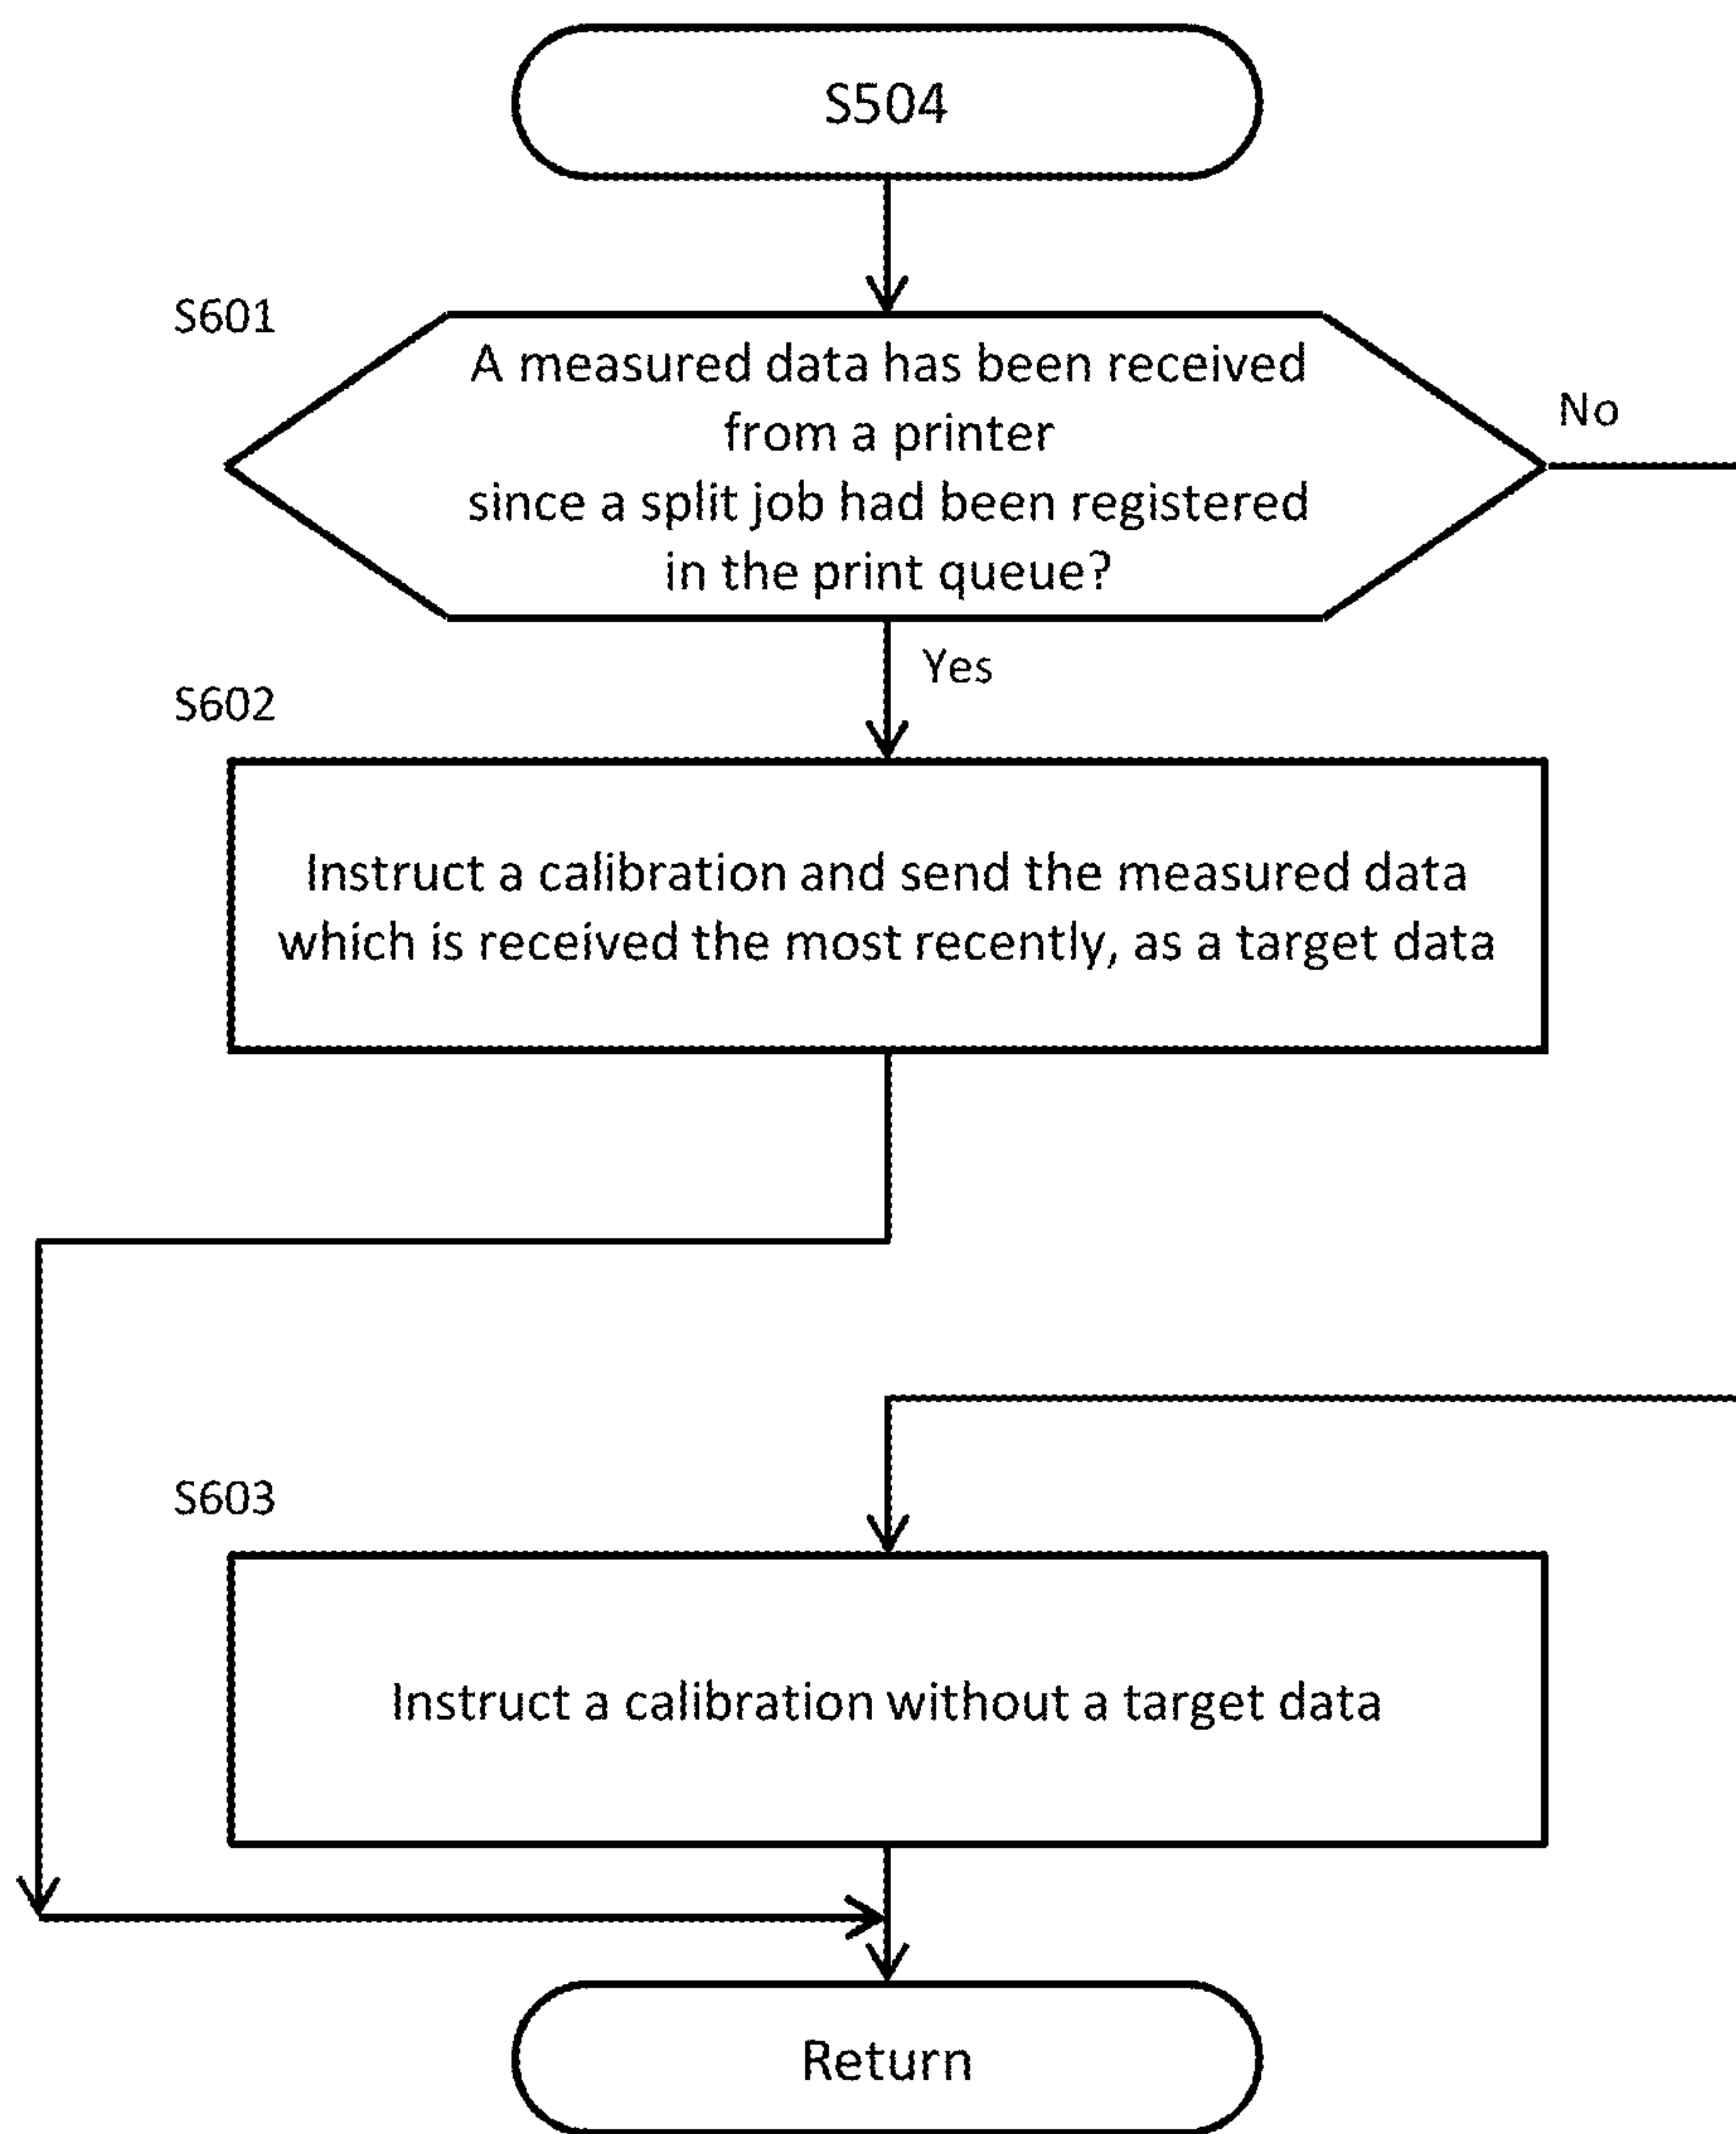 S504
S601
A measured data has been received
from a printer
since a split job had been registered
in the print queue?
No
Yes
S602
Instruct a calibration and send the measured data
which is received the most recently, as a target data
S603
Instruct a calibration without a target data
Return